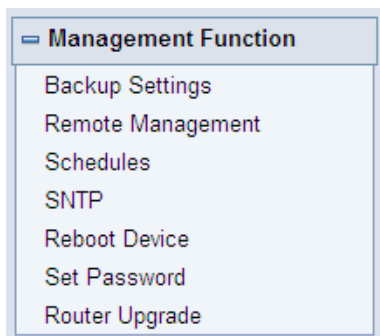 Management Function
Backup Settings
Remote Management
Schedules
SNTP
Reboot Device
Set Password
Router Upgrade